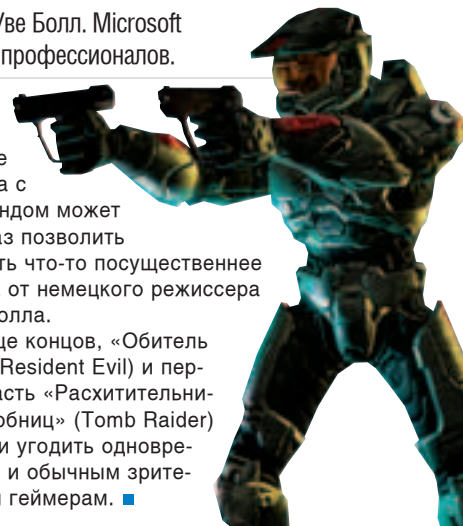 Уве Болл. Microsoft
профессионалов.
е
а с
ндом может
аз позволить
ть что-то посущественнее
от немецкого режиссера
олла.
це концов, «Обитель
Resident Evil) и пер-
асть «Расхитительни-
обниц» (Tomb Raider)
и угодить одновре-
и обычным зрите-
и геймерам.